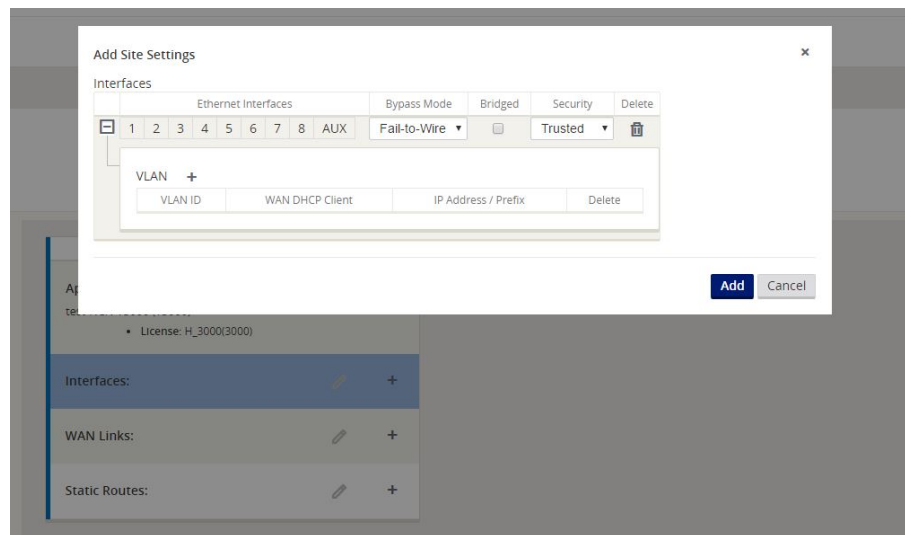 Add Site Settings ×
Interfaces
Ethernet Interfaces Bypass Mode Bridged Security Delete
1 2 3 4 5 6 7 8 AUX Fail-to-Wire Trusted
VLAN +
VLAN ID WAN DHCP Client IP Address / Prefix Delete
Add Cancel
License: H_3000(3000)
Interfaces: +
WAN Links: +
Static Routes: +